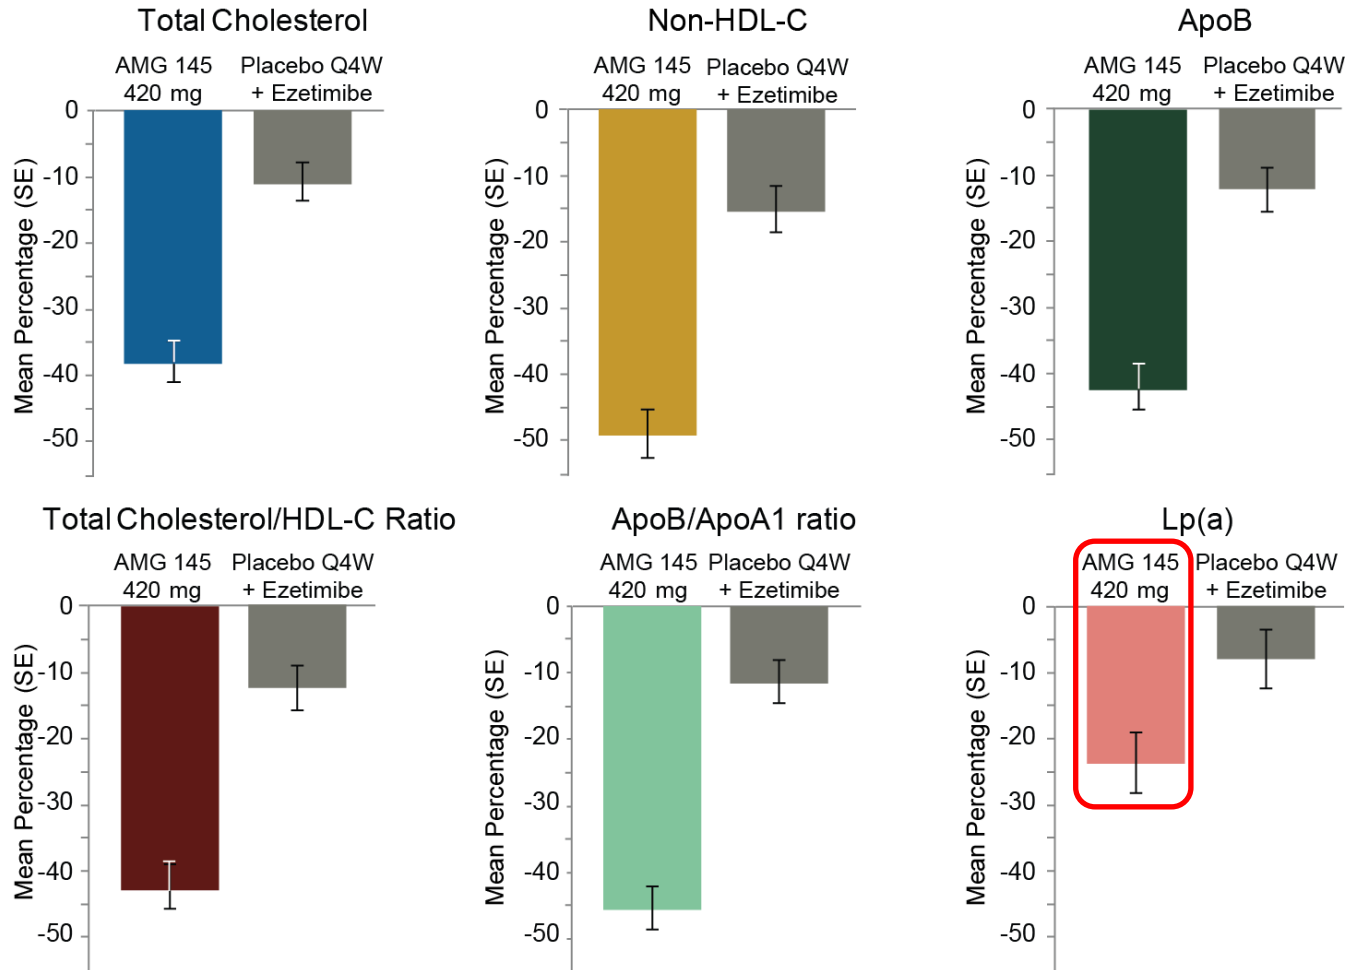 Total Cholesterol
AMG 145
420 mg
Placebo Q4W
+ Ezetimibe
Mean Percentage (SE)
0
-10
-20
-30
-40
-50
Non-HDL-C
AMG 145
420 mg
Placebo Q4W
+ Ezetimibe
Mean Percentage (SE)
0
-10
-20
-30
-40
-50
ApoB
AMG 145
420 mg
Placebo Q4W
+ Ezetimibe
Mean Percentage (SE)
0
-10
-20
-30
-40
-50
Total Cholesterol/HDL-C Ratio
AMG 145
420 mg
Placebo Q4W
+ Ezetimibe
Mean Percentage (SE)
0
-10
-20
-30
-40
-50
ApoB/ApoA1 ratio
AMG 145
420 mg
Placebo Q4W
+ Ezetimibe
Mean Percentage (SE)
0
-10
-20
-30
-40
-50
Lp(a)
AMG 145
420 mg
Placebo Q4W
+ Ezetimibe
Mean Percentage (SE)
0
-10
-20
-30
-40
-50